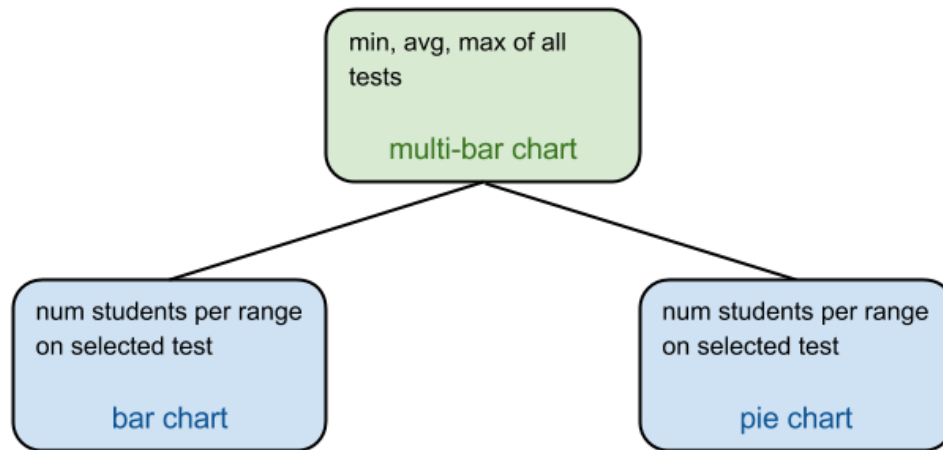 min, avg, max of all
tests
multi-bar chart
num students per range
on selected test
bar chart
num students per range
on selected test
pie chart